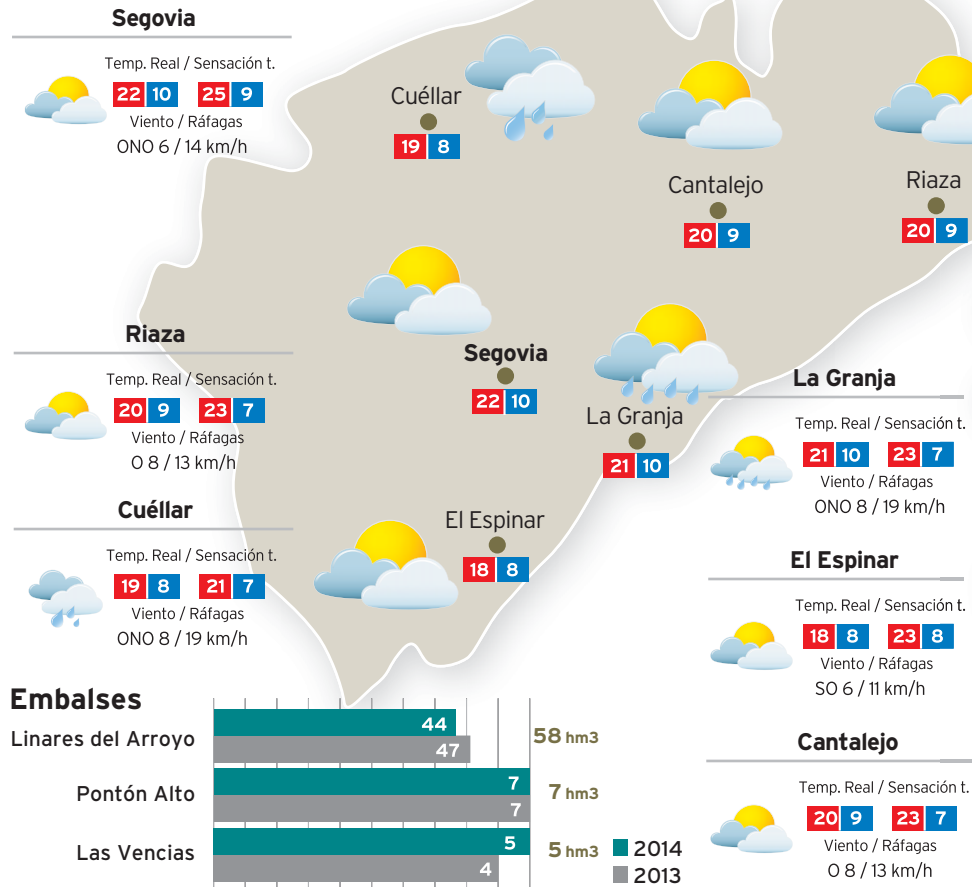 Segovia
Temp. Real / Sensación t.
22 10 25 9
Viento / Ráfagas
ONO 6 / 14 km/h
Riaza
Temp. Real / Sensación t.
20 9 23 7
Viento / Ráfagas
O 8 / 13 km/h
Cuéllar
Temp. Real / Sensación t.
19 8 21 7
Viento / Ráfagas
ONO 8 / 19 km/h
Cuéllar
19 8
Cantalejo
20 9
Riaza
20 9
Segovia
22 10
La Granja
21 10
El Espinar
18 8
La Granja
Temp. Real / Sensación t.
21 10 23 7
Viento / Ráfagas
ONO 8 / 19 km/h
El Espinar
Temp. Real / Sensación t.
18 8 23 8
Viento / Ráfagas
SO 6 / 11 km/h
Cantalejo
Temp. Real / Sensación t.
20 9 23 7
Viento / Ráfagas
O 8 / 13 km/h
Embalses
Linares del Arroyo
44
47
58 hm3
Pontón Alto
7
7
7 hm3
Las Vencias
5
4
5 hm3
2014
2013